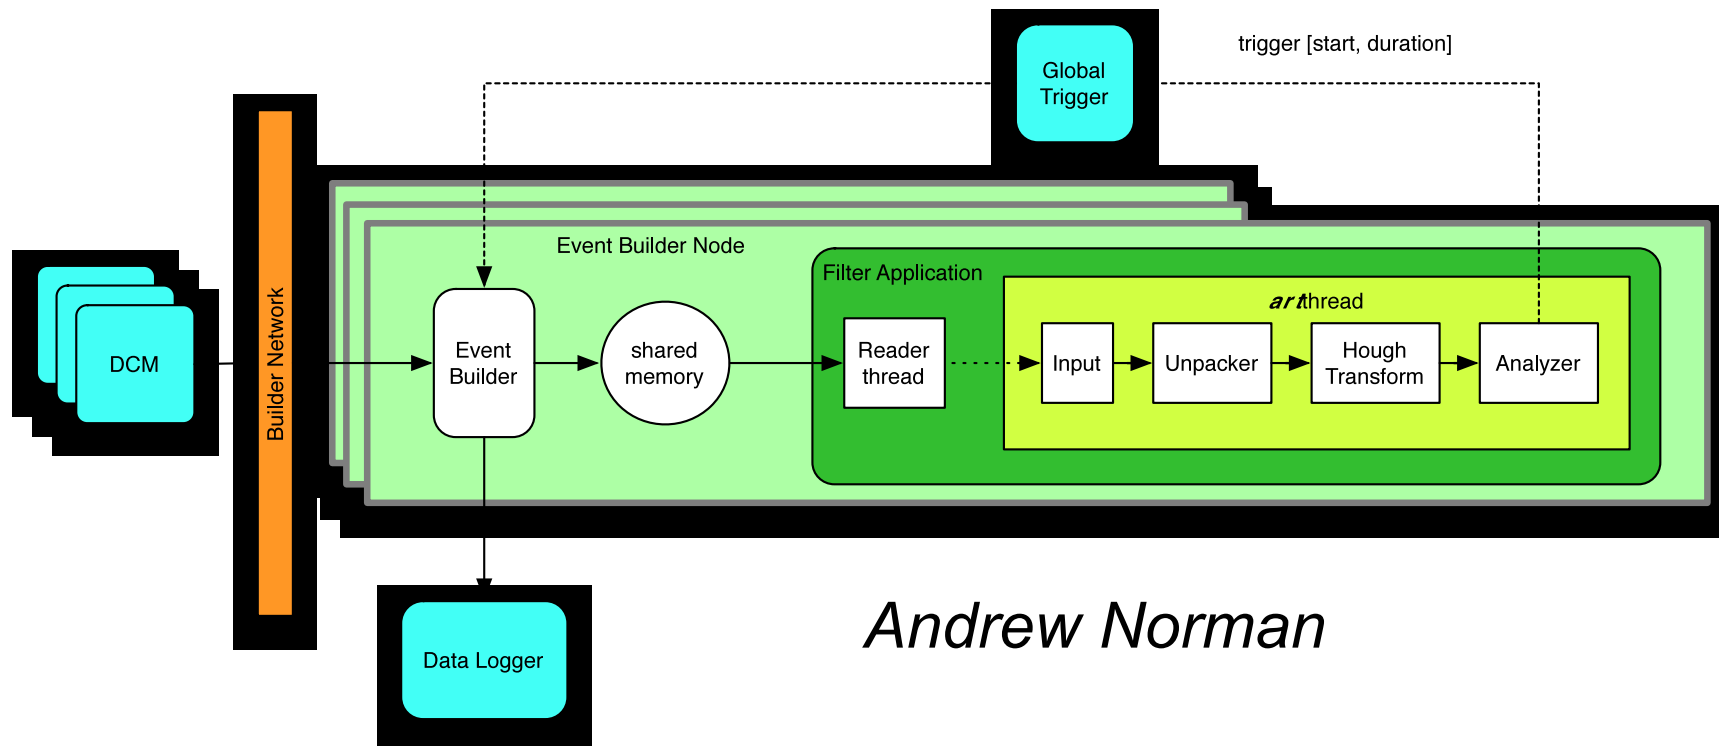 trigger [start, duration]
Global
Trigger
Event Builder Node
Filter Application
art thread
DCM
Builder Network
Event
Builder
shared
memory
Reader
thread
Input
Unpacker
Hough
Transform
Analyzer
Data Logger
Andrew Norman